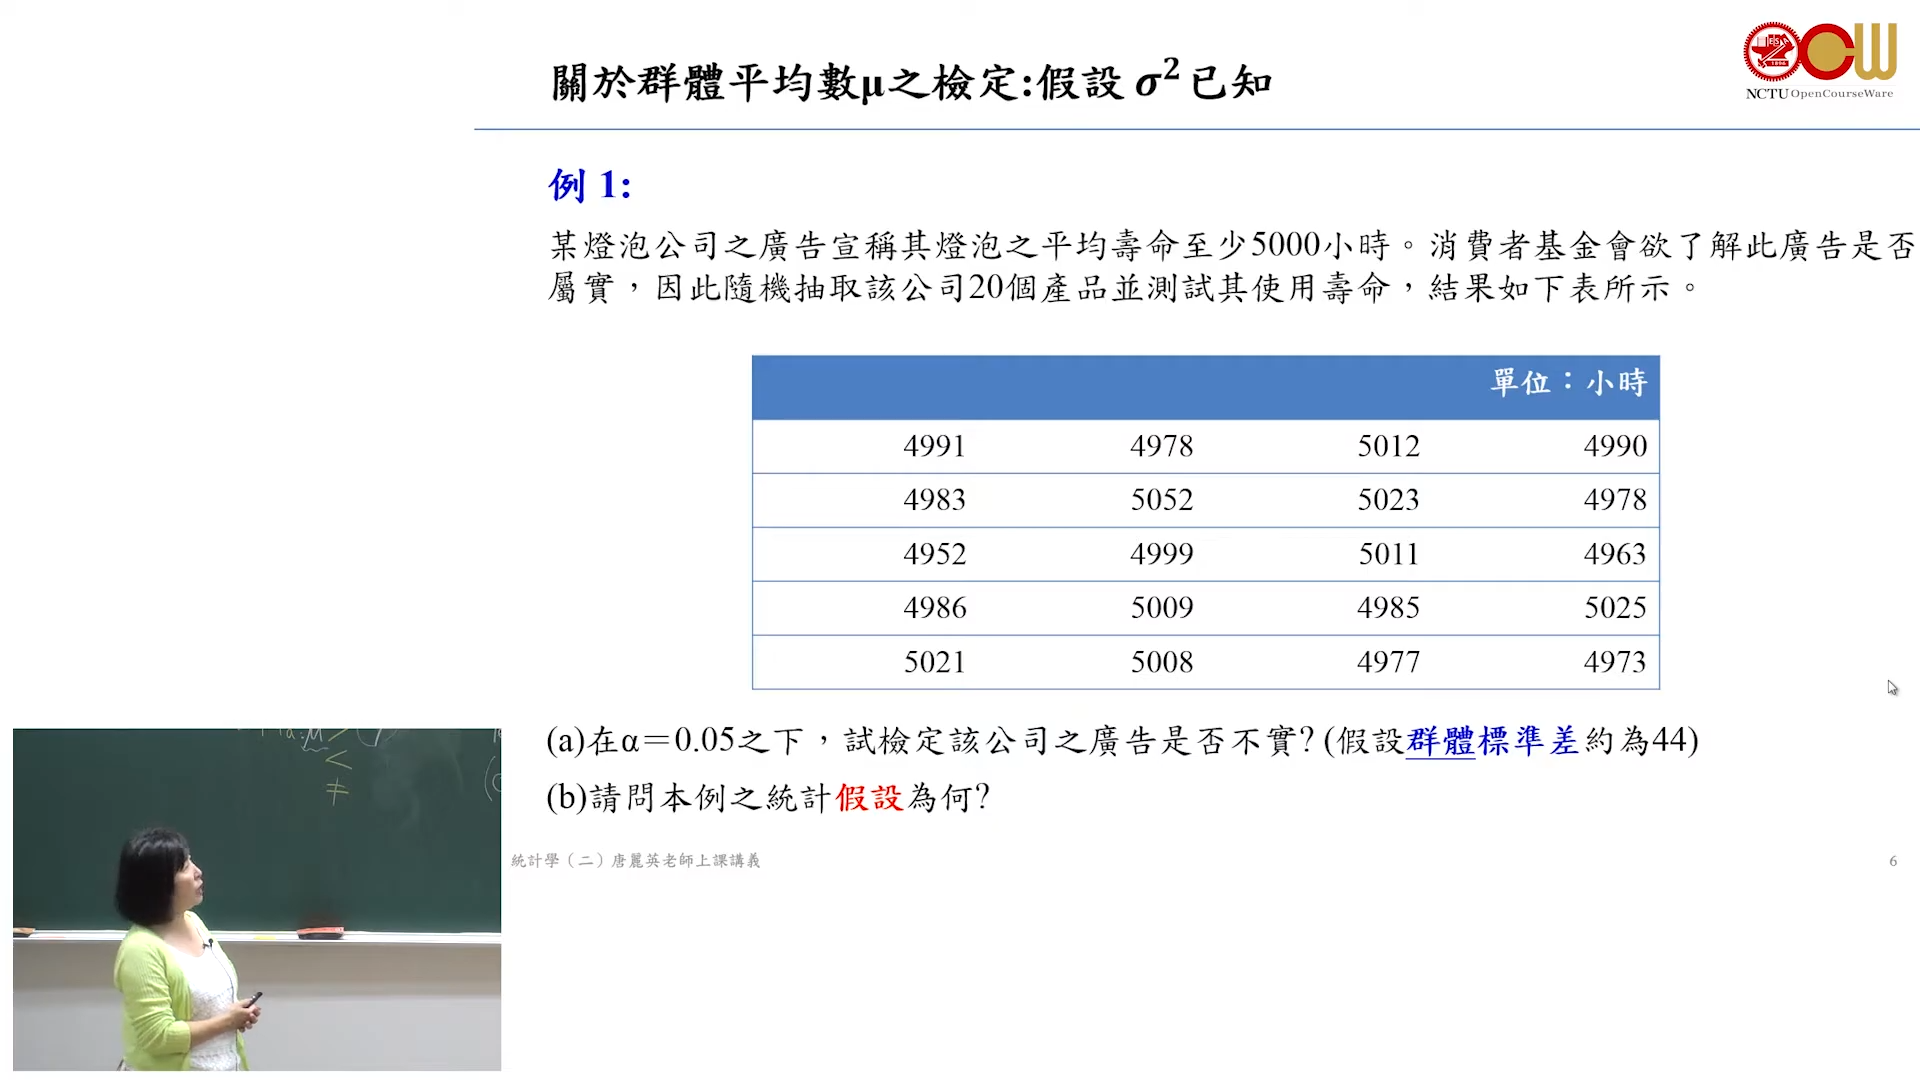 關於群體平均數μ之檢定:假設 σ² 已知
NCTU OpenCourseWare
例 1:
某燈泡公司之廣告宣稱其燈泡之平均壽命至少5000小時。消費者基金會欲了解此廣告是否
屬實，因此隨機抽取該公司20個產品並測試其使用壽命，結果如下表所示。
單位：小時
4991 4978 5012 4990
4983 5052 5023 4978
4952 4999 5011 4963
4986 5009 4985 5025
5021 5008 4977 4973
(a)在α＝0.05之下，試檢定該公司之廣告是否不實? (假設群體標準差約為44)
(b)請問本例之統計假設為何?
<
≠
統計學（二）唐麗英老師上課講義
6